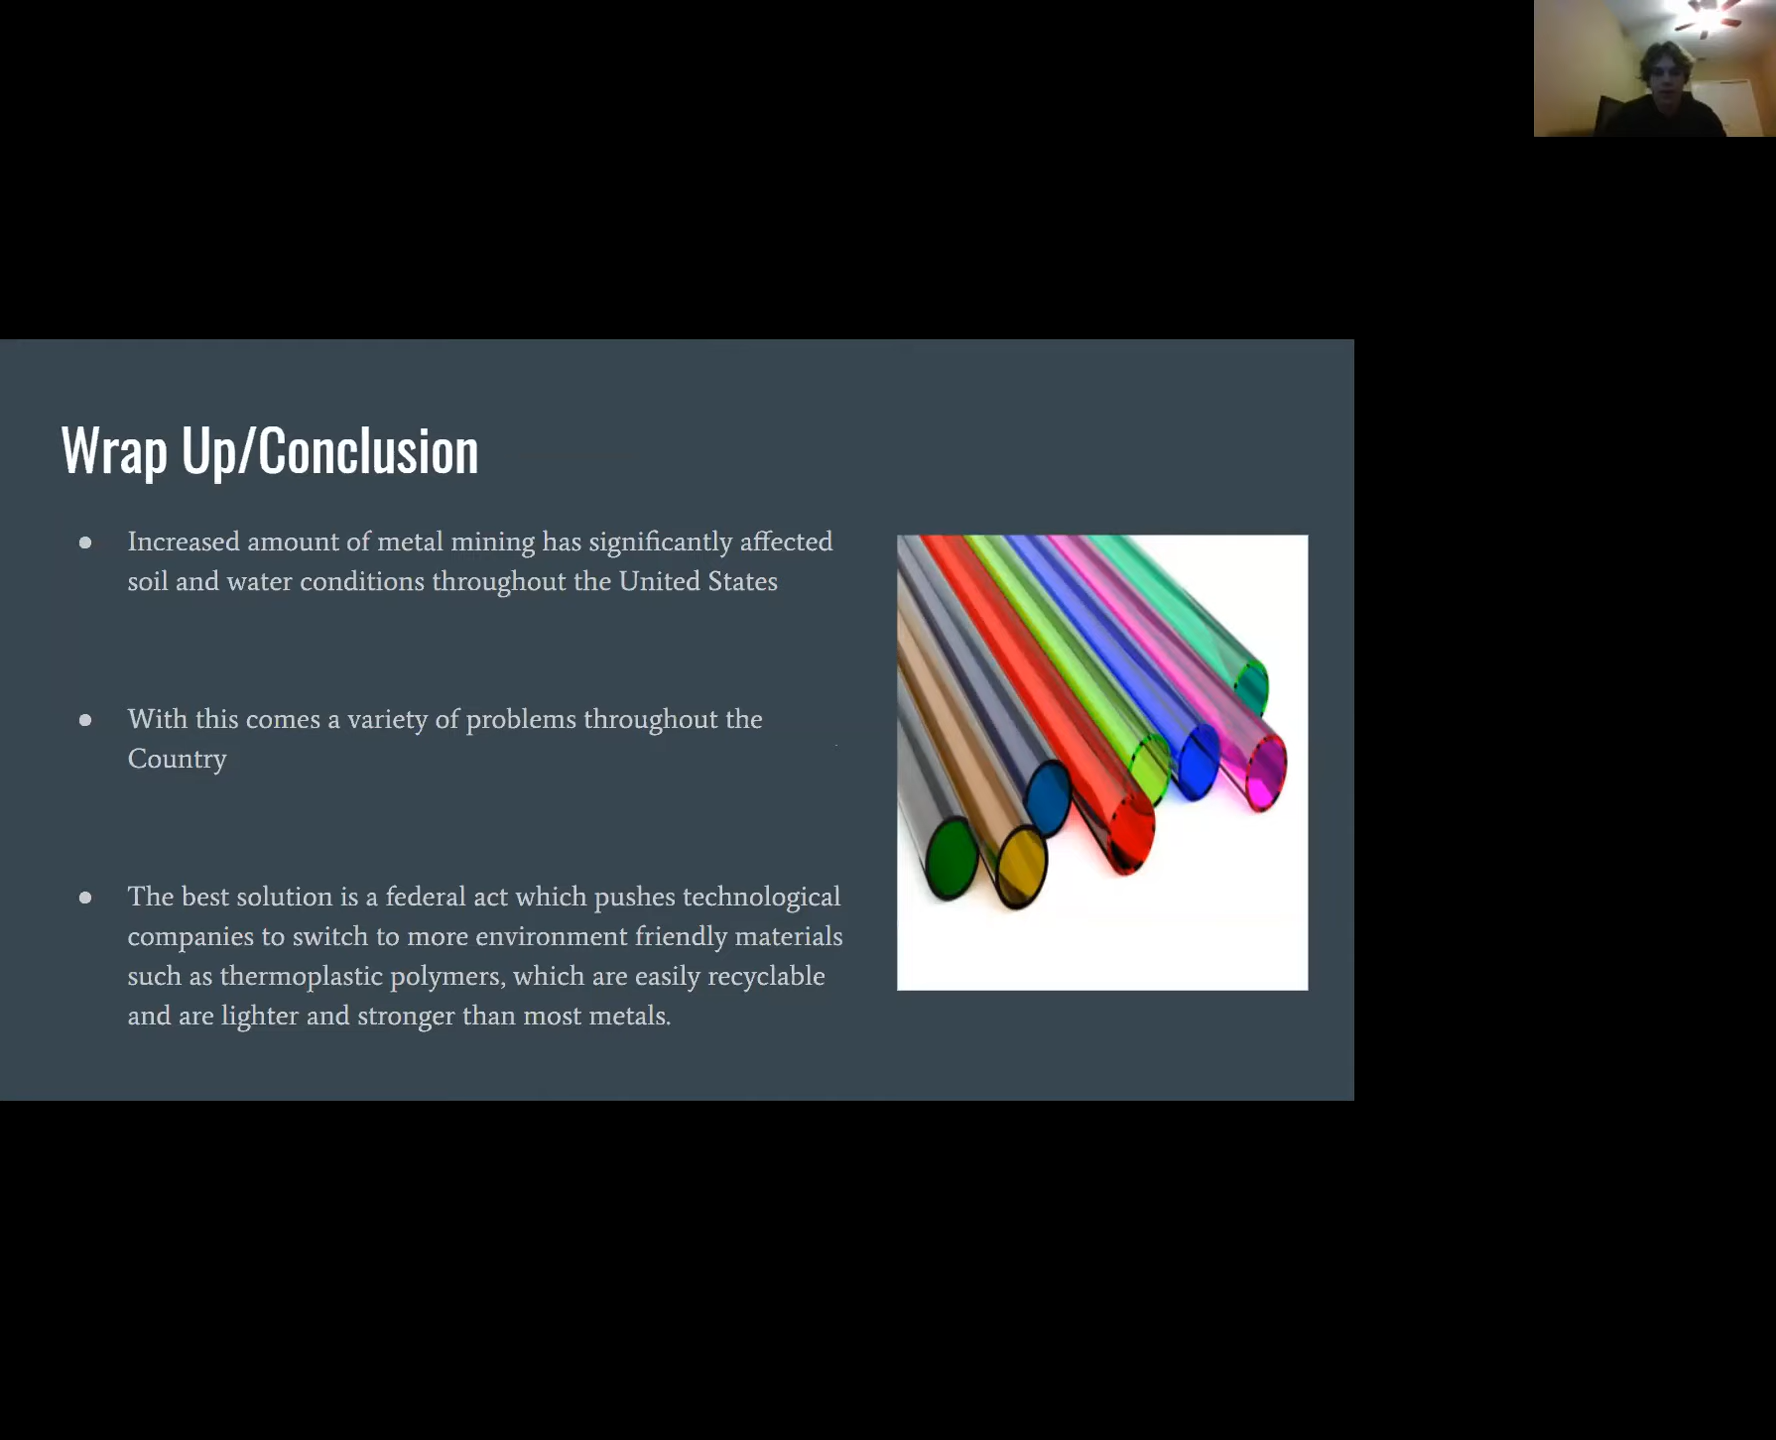 Wrap Up/Conclusion
● Increased amount of metal mining has significantly affected
soil and water conditions throughout the United States
● With this comes a variety of problems throughout the
Country
● The best solution is a federal act which pushes technological
companies to switch to more environment friendly materials
such as thermoplastic polymers, which are easily recyclable
and are lighter and stronger than most metals.